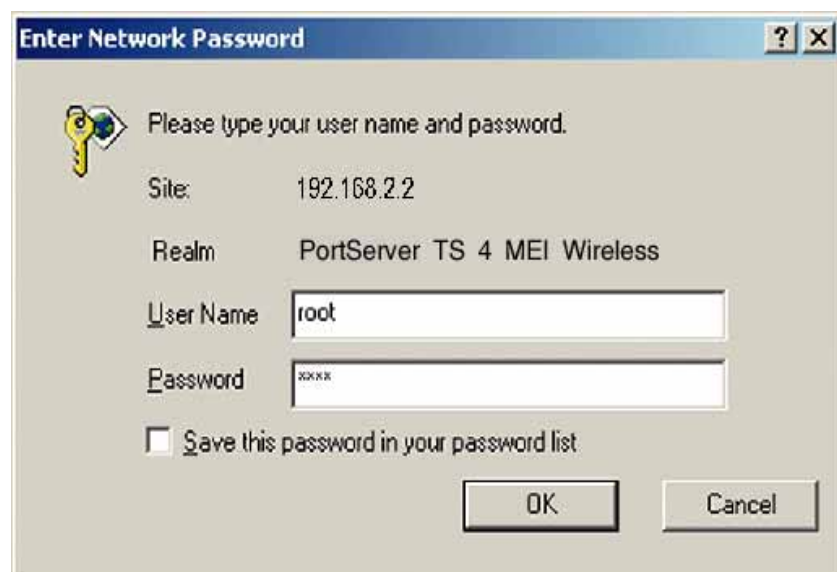 Enter Network Password
Please type your user name and password.
Site: 192.168.2.2
Realm PortServer TS 4 MEI Wireless
User Name root
Password xxxx
Save this password in your password list
OK Cancel